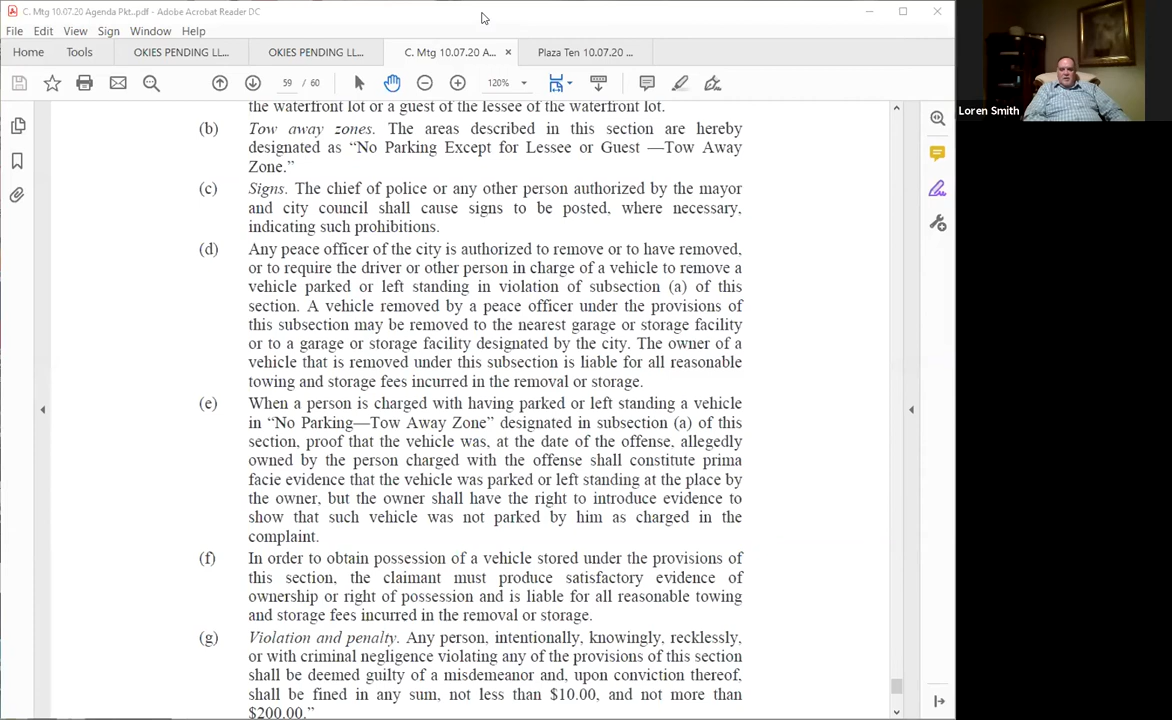 C. Mtg 10.07.20 Agenda Pkt..pdf - Adobe Acrobat Reader DC
File Edit View Sign Window Help
Home Tools OKIES PENDING LL... OKIES PENDING LL... C. Mtg 10.07.20 A... × Plaza Ten 10.07.20 ...
59 / 60 120%
Loren Smith
the waterfront lot or a guest of the lessee of the waterfront lot.
(b) Tow away zones. The areas described in this section are hereby
designated as “No Parking Except for Lessee or Guest —Tow Away
Zone.”
(c) Signs. The chief of police or any other person authorized by the mayor
and city council shall cause signs to be posted, where necessary,
indicating such prohibitions.
(d) Any peace officer of the city is authorized to remove or to have removed,
or to require the driver or other person in charge of a vehicle to remove a
vehicle parked or left standing in violation of subsection (a) of this
section. A vehicle removed by a peace officer under the provisions of
this subsection may be removed to the nearest garage or storage facility
or to a garage or storage facility designated by the city. The owner of a
vehicle that is removed under this subsection is liable for all reasonable
towing and storage fees incurred in the removal or storage.
(e) When a person is charged with having parked or left standing a vehicle
in “No Parking—Tow Away Zone” designated in subsection (a) of this
section, proof that the vehicle was, at the date of the offense, allegedly
owned by the person charged with the offense shall constitute prima
facie evidence that the vehicle was parked or left standing at the place by
the owner, but the owner shall have the right to introduce evidence to
show that such vehicle was not parked by him as charged in the
complaint.
(f) In order to obtain possession of a vehicle stored under the provisions of
this section, the claimant must produce satisfactory evidence of
ownership or right of possession and is liable for all reasonable towing
and storage fees incurred in the removal or storage.
(g) Violation and penalty. Any person, intentionally, knowingly, recklessly,
or with criminal negligence violating any of the provisions of this section
shall be deemed guilty of a misdemeanor and, upon conviction thereof,
shall be fined in any sum, not less than $10.00, and not more than
$200.00.”